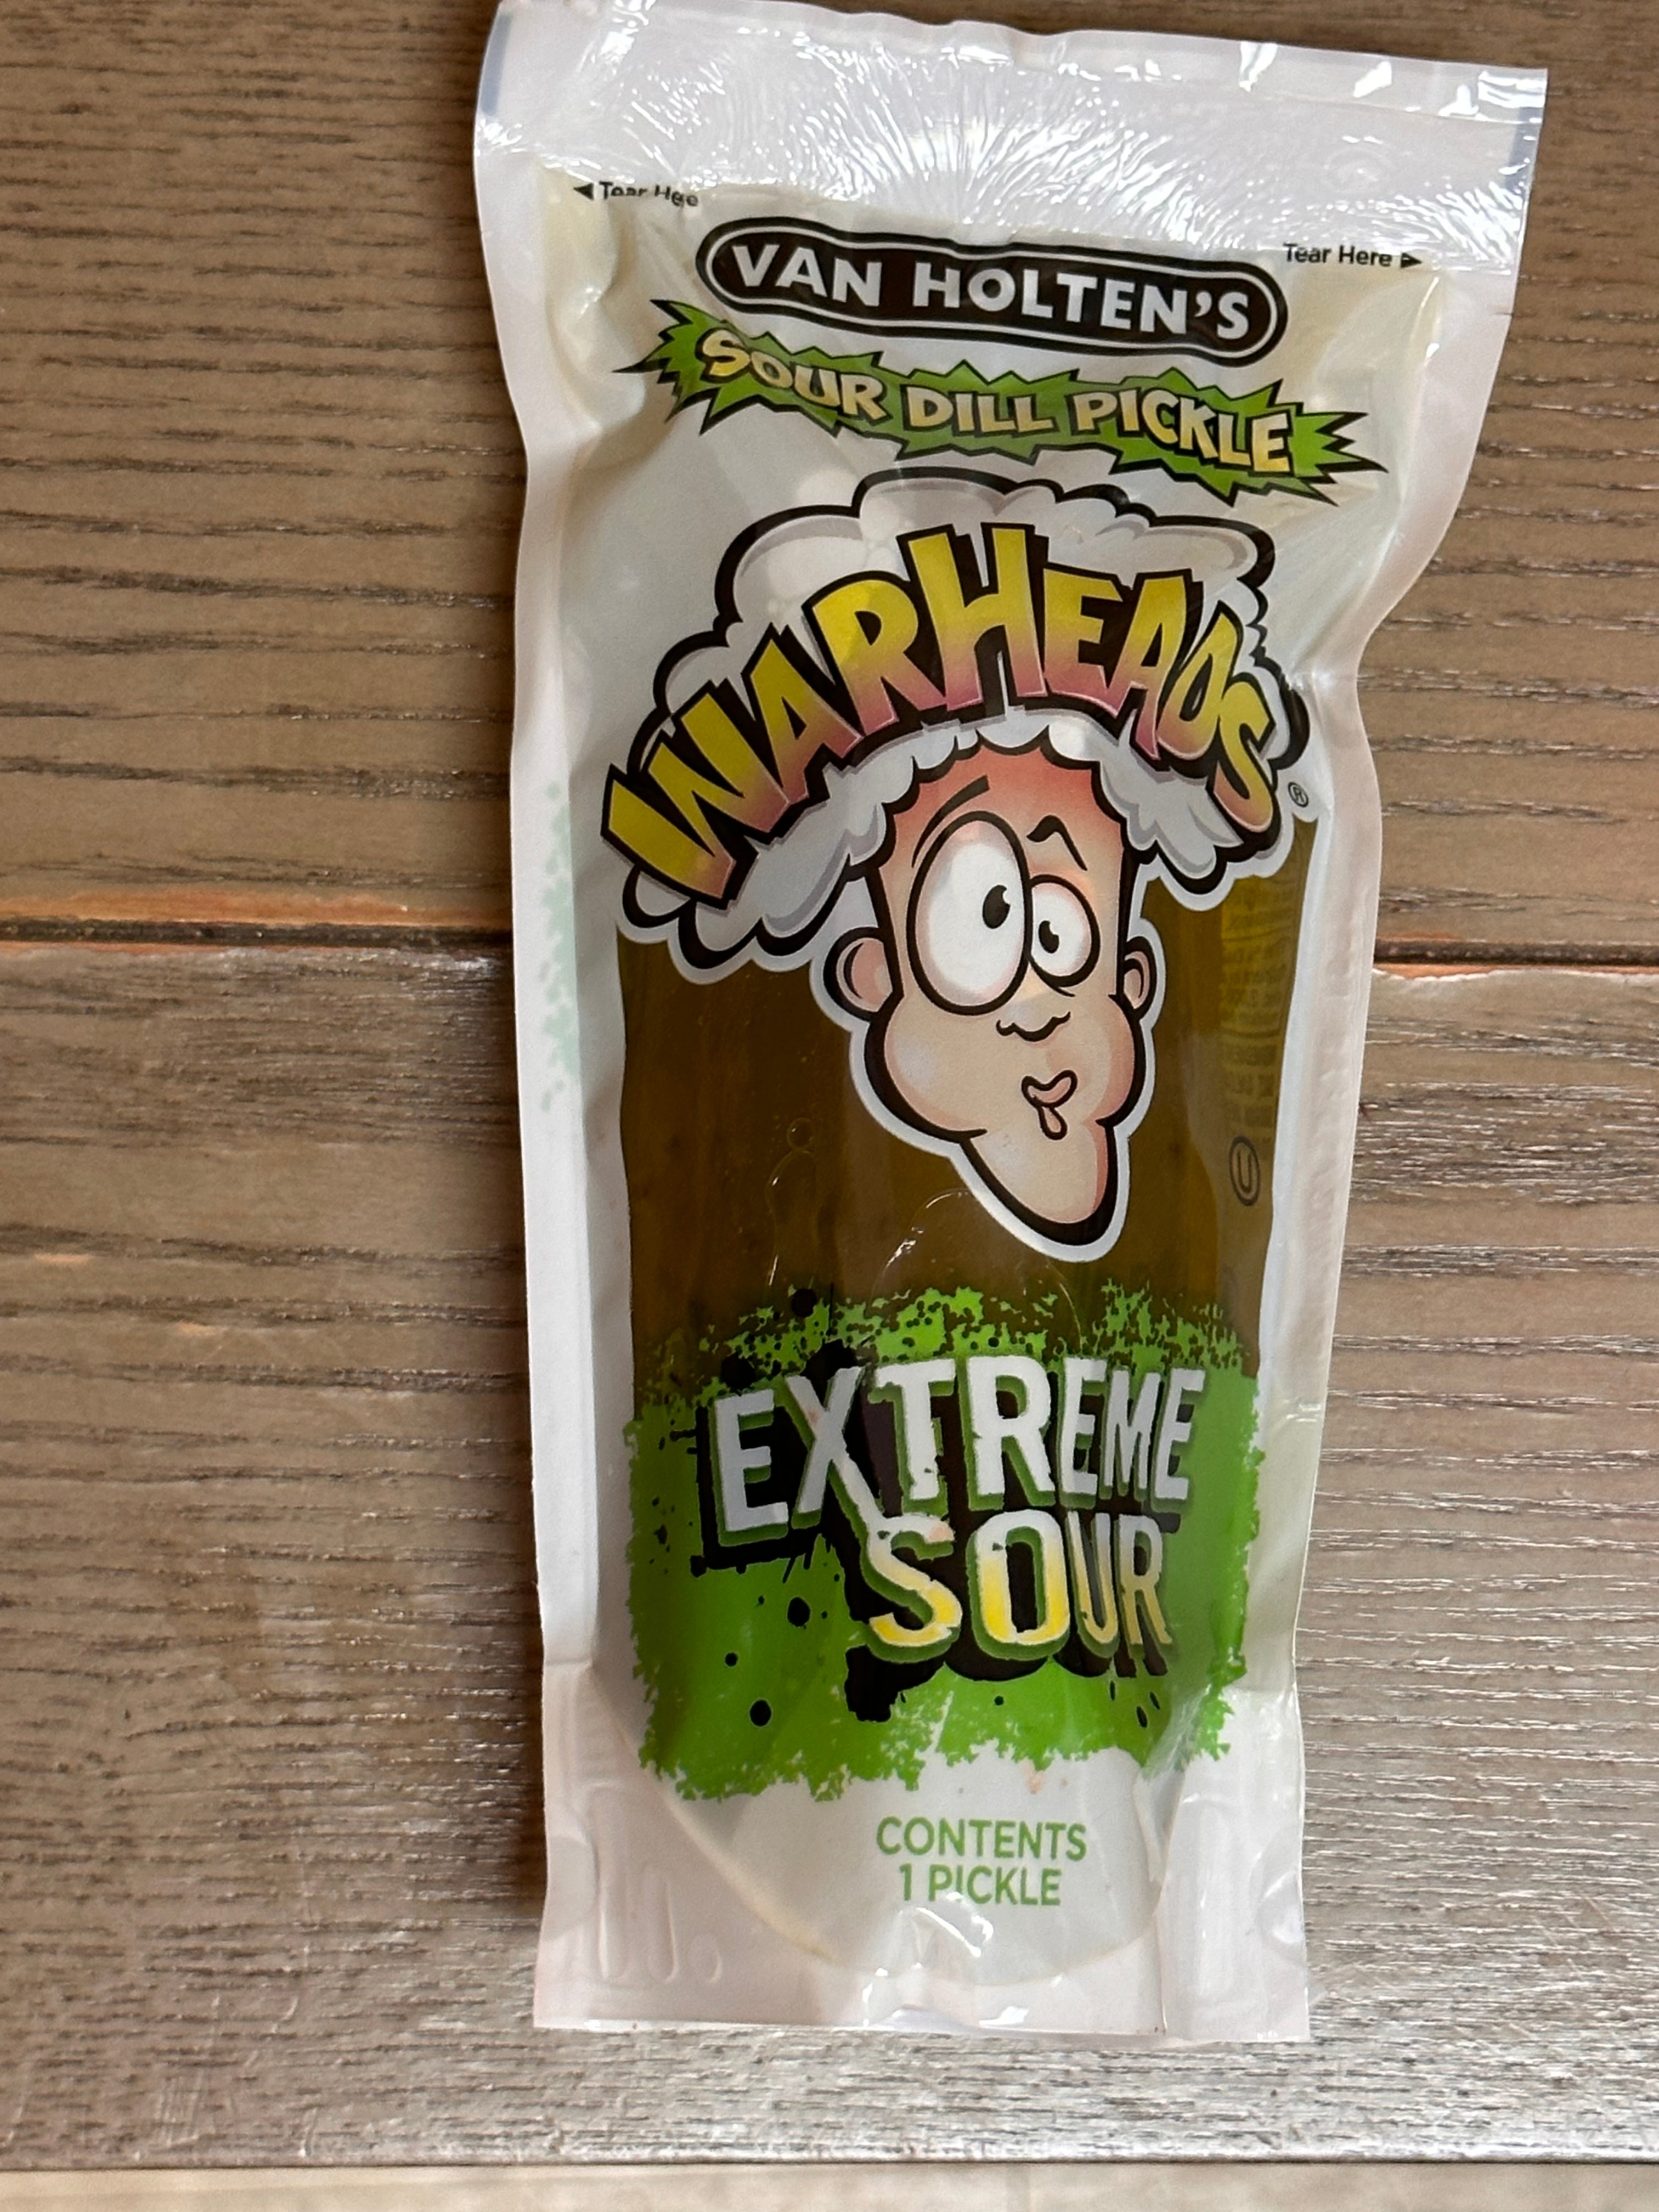 Tear Here
Tear Here
VAN HOLTEN'S
SOUR DILL PICKLE
WARHEADS®
U
EXTREME
SOUR
CONTENTS
1 PICKLE